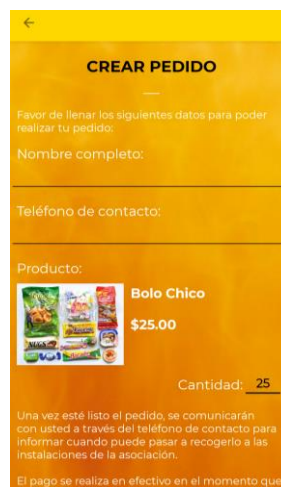 CREAR PEDIDO
Favor de llenar los siguientes datos para poder
realizar tu pedido:
Nombre completo:
Teléfono de contacto:
Producto:
Bolo Chico
$25.00
Cantidad: 25
Una vez esté listo el pedido, se comunicarán
con usted a través del teléfono de contacto para
informar cuando puede pasar a recogerlo a las
instalaciones de la asociación.
El pago se realiza en efectivo en el momento que